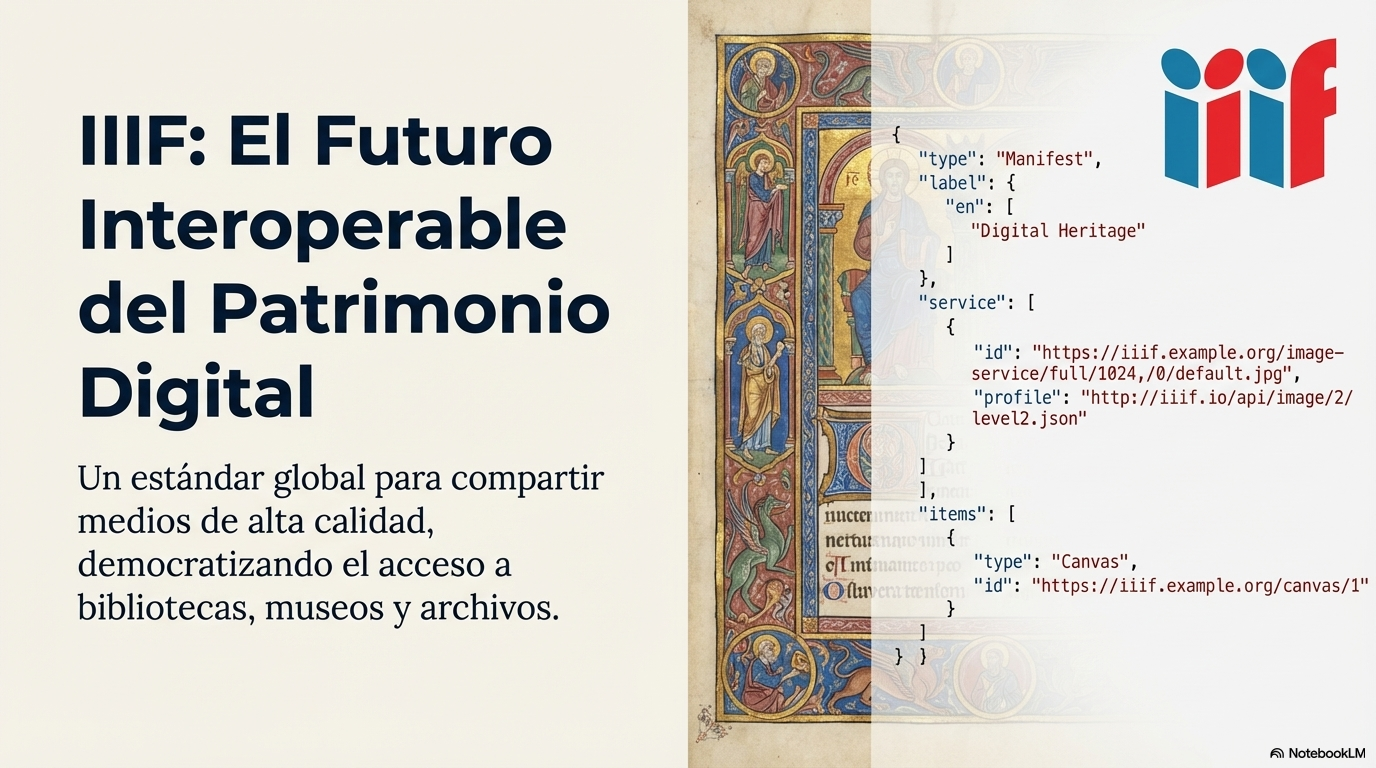 IIIF: El Futuro
Interoperable
del Patrimonio
Digital
Un estándar global para compartir
medios de alta calidad,
democratizando el acceso a
bibliotecas, museos y archivos.
iiif
{
"type": "Manifest",
"label": {
"en": [
"Digital Heritage"
]
},
"service": [
{
"id": "https://iiif.example.org/image-
service/full/1024,/0/default.jpg",
"profile": "http://iiif.io/api/image/2/
level2.json"
}
]
],
"items": [
{
"type": "Canvas",
"id": "https://iiif.example.org/canvas/1"
}
]
} }
NotebookLM